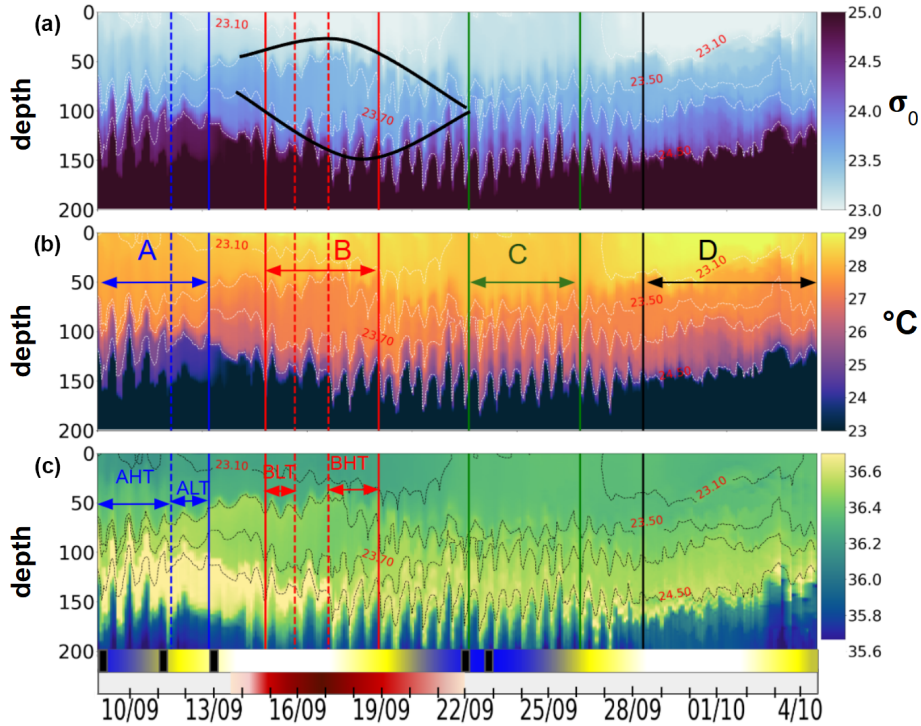 (a)
0
50
100
150
200
depth
23.10
23.50
23.10
23.70
24.50
25.0
24.5
24.0
23.5
23.0
σ0
(b)
0
50
100
150
200
depth
A
B
C
D
23.10
23.10
23.50
23.70
24.50
29
28
27
26
25
24
23
°C
(c)
0
50
100
150
200
depth
AHT
ALT
BLT
BHT
23.10
23.10
23.50
23.70
24.50
36.6
36.4
36.2
36.0
35.8
35.6
10/09 13/09 16/09 19/09 22/09 25/09 28/09 01/10 4/10